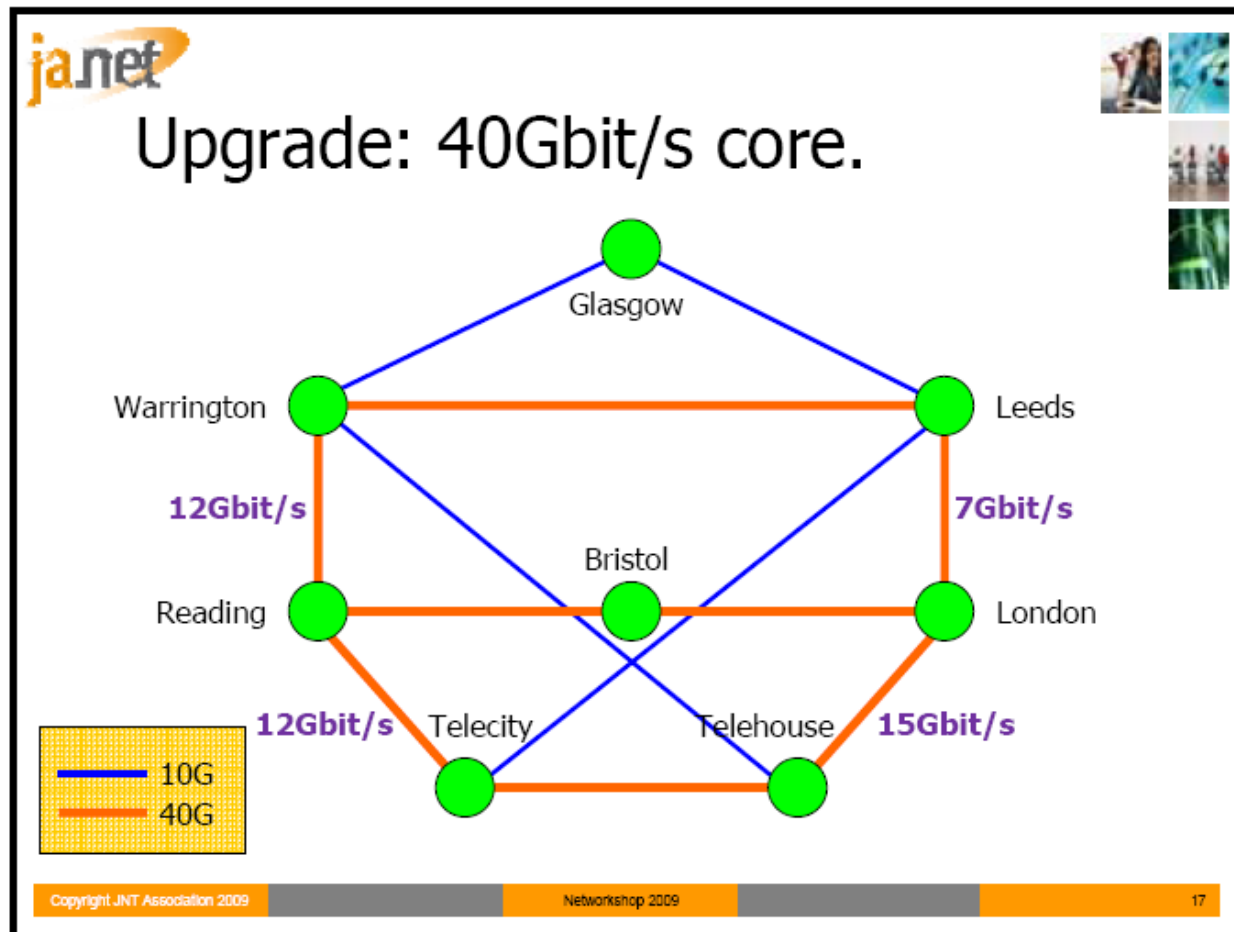 ja.net
Upgrade: 40Gbit/s core.
Glasgow
Warrington
Leeds
12Gbit/s
7Gbit/s
Bristol
Reading
London
12Gbit/s
Telecity
Telehouse
15Gbit/s
10G
40G
Copyright JNT Association 2009
Networkshop 2009
17